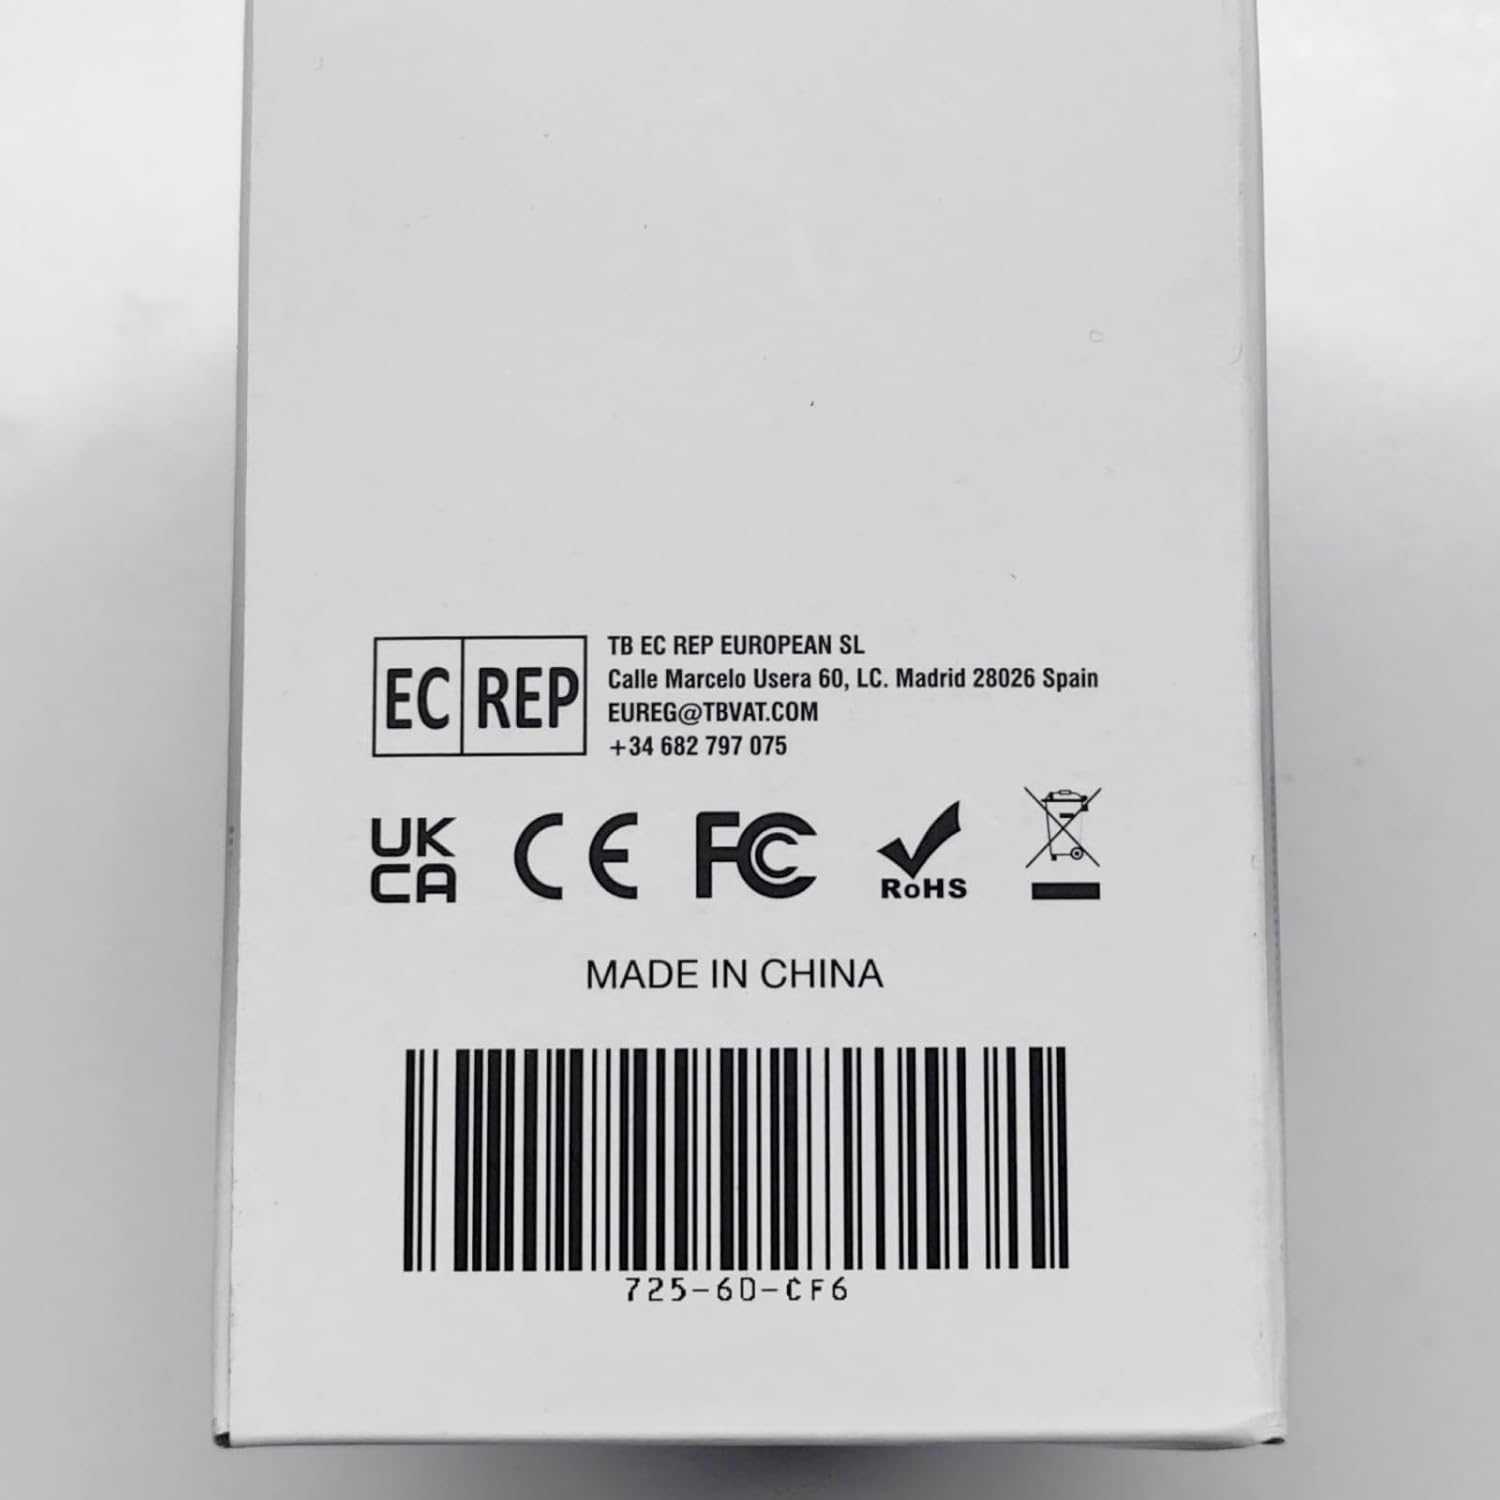 EC REP
TB EC REP EUROPEAN SL
Calle Marcelo Usera 60, LC. Madrid 28026 Spain
EUREG@TBVAT.COM
+34 682 797 075
UK
CA
CE
FC
RoHS
MADE IN CHINA
725-6D-CF6